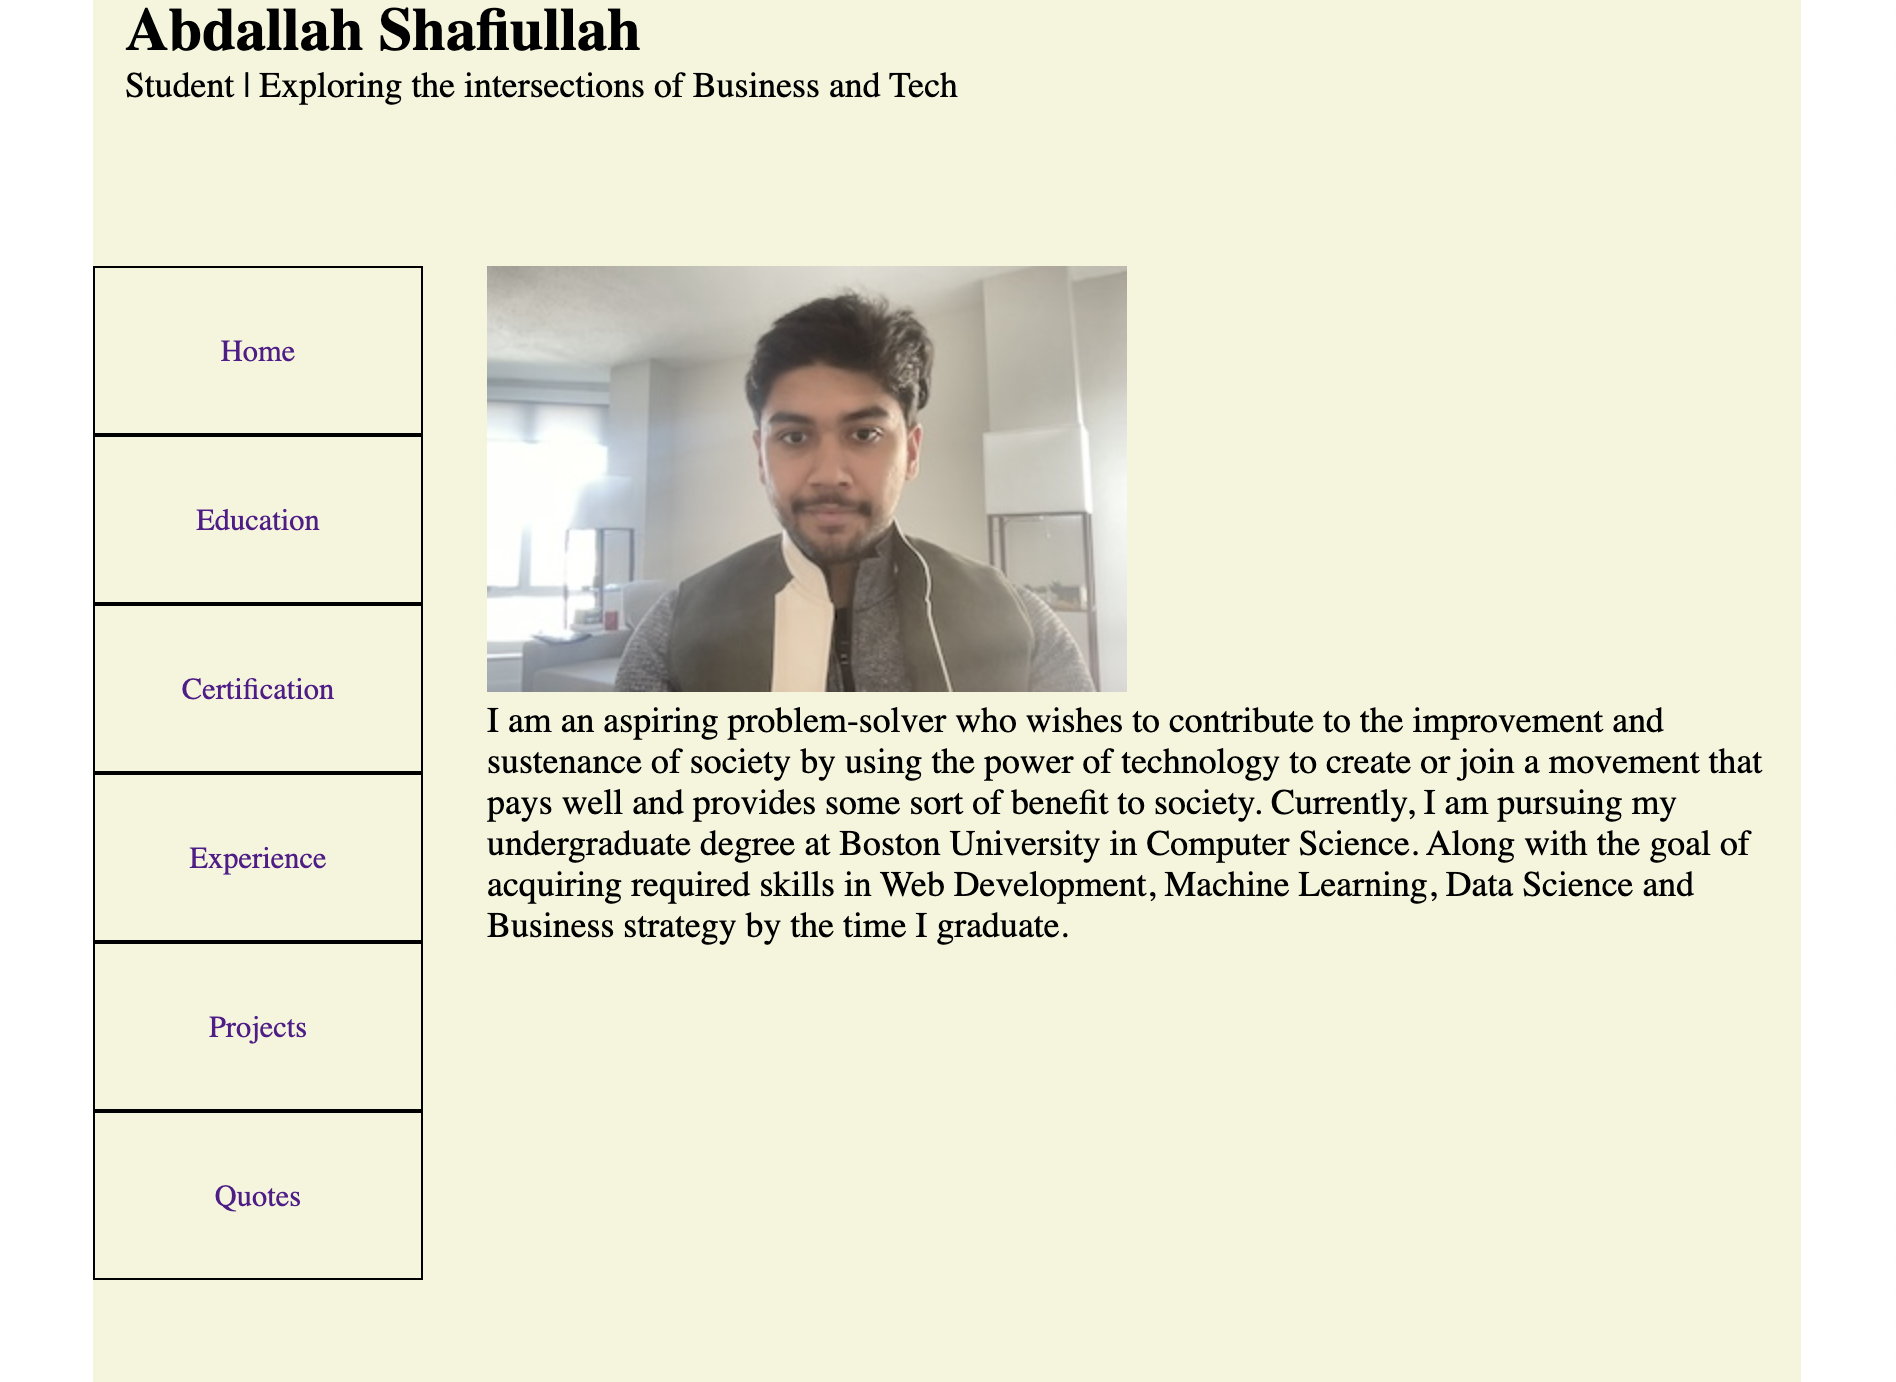 Abdallah Shafiullah
Student | Exploring the intersections of Business and Tech
Home
Education
Certification
Experience
Projects
Quotes
I am an aspiring problem-solver who wishes to contribute to the improvement and
sustenance of society by using the power of technology to create or join a movement that
pays well and provides some sort of benefit to society. Currently, I am pursuing my
undergraduate degree at Boston University in Computer Science. Along with the goal of
acquiring required skills in Web Development, Machine Learning, Data Science and
Business strategy by the time I graduate.